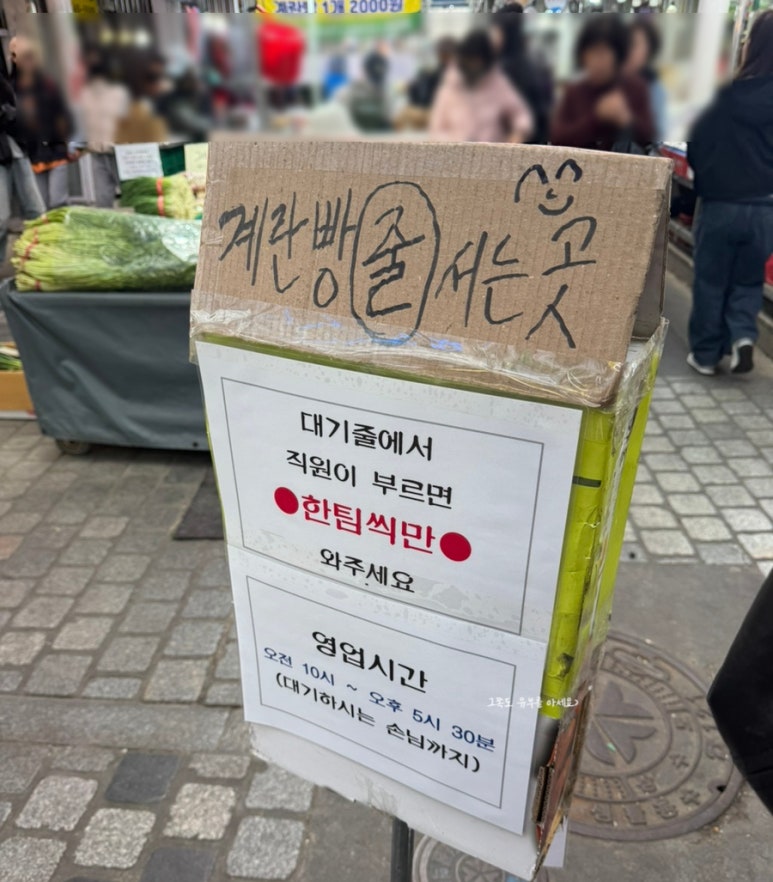 계란빵 1개 2000원
계란빵 줄 서는 곳
대기줄에서
직원이 부르면
●한팀씩만●
와주세요
영업시간
오전 10시 ~ 오후 5시 30분
(대기하시는 손님까지)